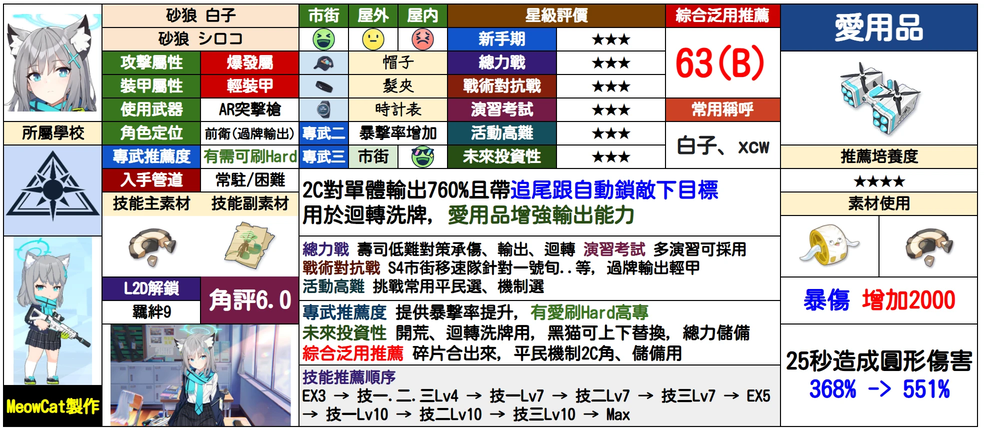 砂狼 白子
砂狼 シロコ
攻擊屬性 爆發屬
裝甲屬性 輕裝甲
使用武器 AR突擊槍
所屬學校
角色定位 前衛(過牌輸出)
專武推薦度 有需可刷Hard
入手管道 常駐/困難
技能主素材 技能副素材
L2D解鎖
羈絆9
角評6.0
MeowCat製作
市街 屋外 屋內
帽子
髮夾
時計表
專武二 暴擊率增加
專武三 市街
星級評價
新手期 ★★★
總力戰 ★★★
戰術對抗戰 ★★★
演習考試 ★★★
活動高難 ★★★
未來投資性 ★★★
綜合泛用推薦
63(B)
常用稱呼
白子、xcw
2C對單體輸出760%且帶追尾跟自動鎖敵下目標
用於迴轉洗牌，愛用品增強輸出能力
總力戰 壽司低難對策承傷、輸出、迴轉 演習考試 多演習可採用
戰術對抗戰 S4市街移速隊針對一號旬..等，過牌輸出輕甲
活動高難 挑戰常用平民選、機制選
專武推薦度 提供暴擊率提升，有愛刷Hard高專
未來投資性 開荒、迴轉洗牌用，黑猫可上下替換，總力儲備
綜合泛用推薦 碎片合出來，平民機制2C角、儲備用
技能推薦順序
EX3 → 技一.二.三Lv4 → 技一Lv7 → 技二Lv7 → 技三Lv7 → EX5
→ 技一Lv10 → 技二Lv10 → 技三Lv10 → Max
愛用品
推薦培養度
★★★★
素材使用
暴傷 增加2000
25秒造成圓形傷害
368% -> 551%